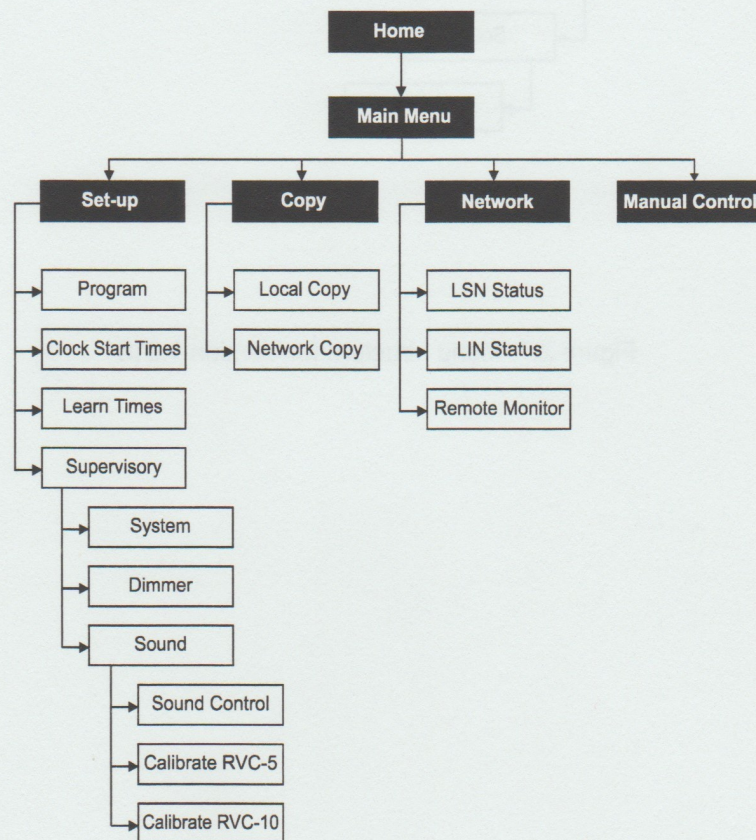 Home
Main Menu
Set-up
Copy
Network
Manual Control
Program
Local Copy
LSN Status
Clock Start Times
Network Copy
LIN Status
Learn Times
Remote Monitor
Supervisory
System
Dimmer
Sound
Sound Control
Calibrate RVC-5
Calibrate RVC-10